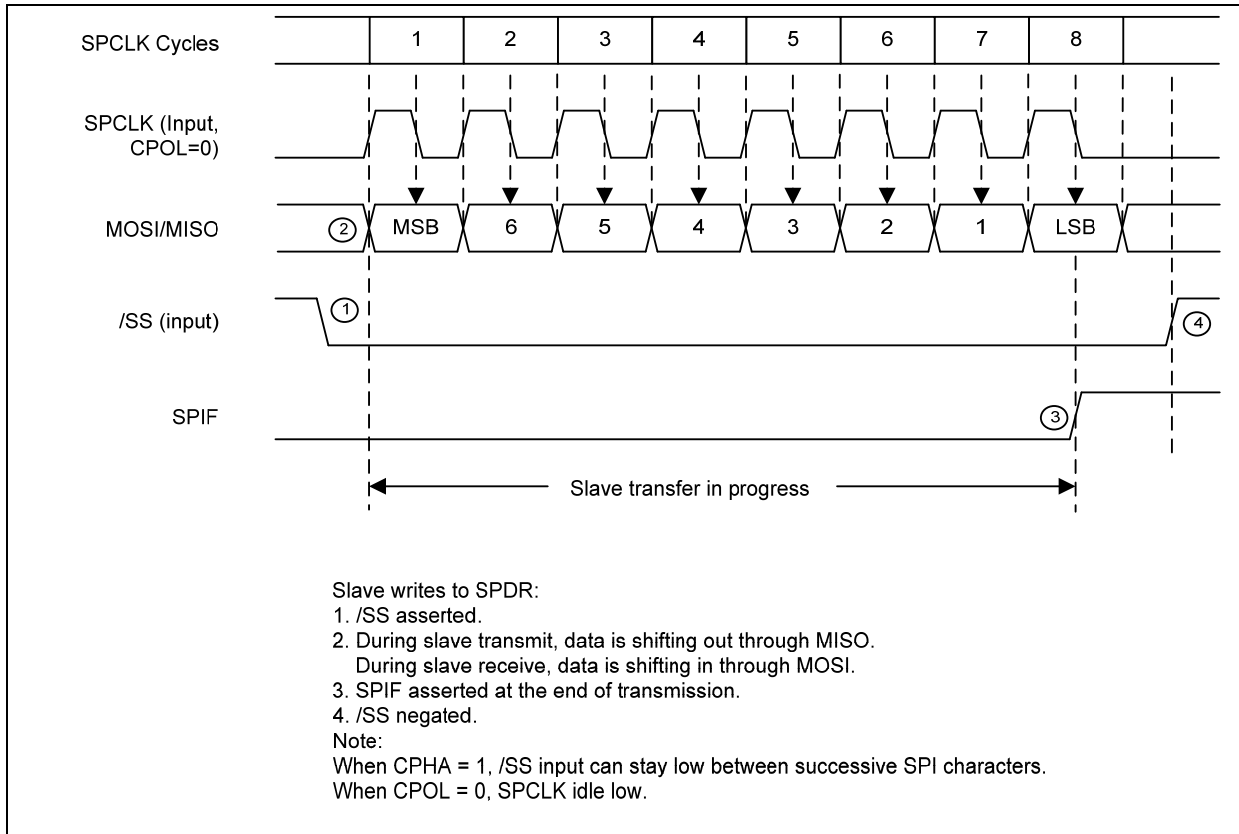 SPCLK Cycles 1 2 3 4 5 6 7 8
SPCLK (Input,
CPOL=0)
MOSI/MISO 2 MSB 6 5 4 3 2 1 LSB
/SS (input) 1 4
SPIF 3
Slave transfer in progress
Slave writes to SPDR:
1. /SS asserted.
2. During slave transmit, data is shifting out through MISO.
During slave receive, data is shifting in through MOSI.
3. SPIF asserted at the end of transmission.
4. /SS negated.
Note:
When CPHA = 1, /SS input can stay low between successive SPI characters.
When CPOL = 0, SPCLK idle low.